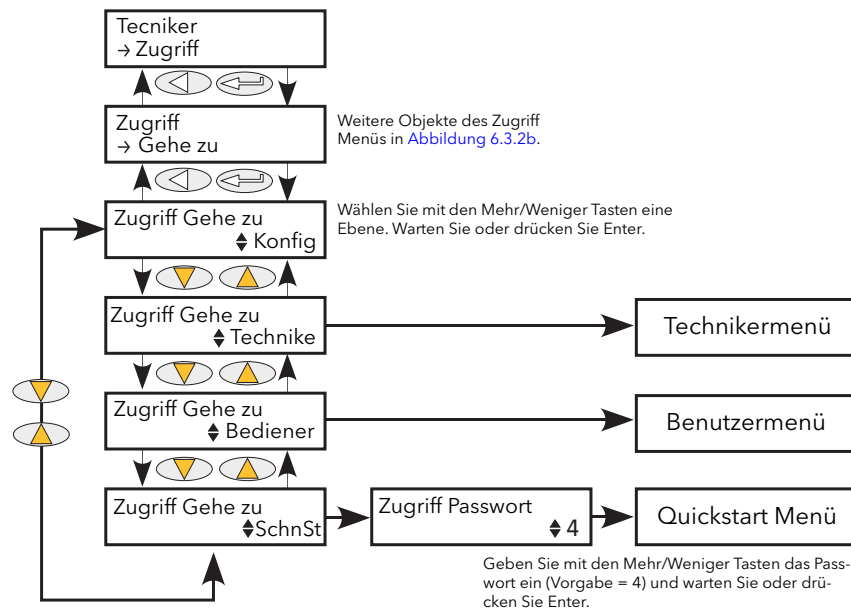 Tecniker
→ Zugriff
Zugriff
→ Gehe zu
Weitere Objekte des Zugriff
Menüs in Abbildung 6.3.2b.
Zugriff Gehe zu
Konfig
Wählen Sie mit den Mehr/Weniger Tasten eine
Ebene. Warten Sie oder drücken Sie Enter.
Zugriff Gehe zu
Technike
Technikermenü
Zugriff Gehe zu
Bediener
Benutzermenü
Zugriff Gehe zu
SchnSt
Zugriff Passwort
4
Quickstart Menü
Geben Sie mit den Mehr/Weniger Tasten das Pass-
wort ein (Vorgabe = 4) und warten Sie oder drü-
cken Sie Enter.